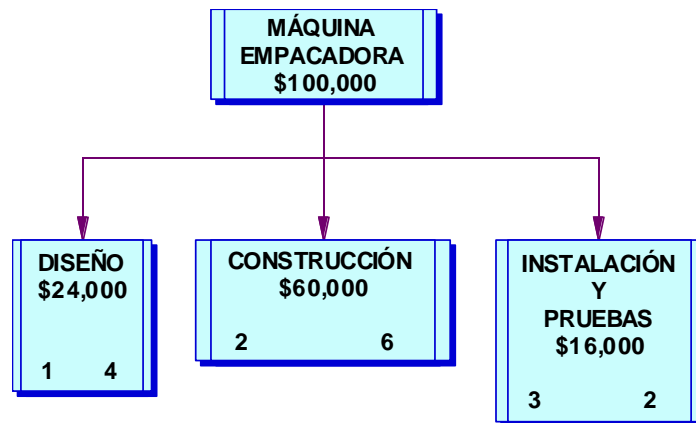 MÁQUINA
EMPACADORA
$100,000
DISEÑO
$24,000
1 4
CONSTRUCCIÓN
$60,000
2 6
INSTALACIÓN
Y
PRUEBAS
$16,000
3 2